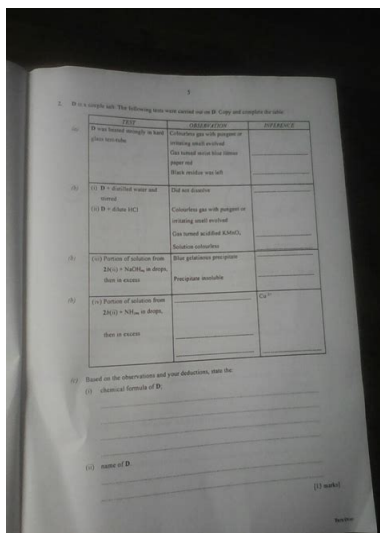 7
2. D is a simple salt. The following tests were carried out on D. Copy and complete the table.
TEST OBSERVATION INFERENCE
(a) D was heated strongly in hard glass test-tube
Colourless gas with pungent or irritating smell evolved
Gas turned moist blue litmus paper red
Black residue was left
(b) (i) D + distilled water and stirred
Did not dissolve
(ii) D + dilute HCl
Colourless gas with pungent or irritating smell evolved
Gas turned acidified KMnO₄
Solution colourless
(b) (iii) Portion of solution from 2b(ii) + NaOH(aq) in drops, then in excess
Blue gelatinous precipitate
Precipitate insoluble
(b) (iv) Portion of solution from 2b(ii) + NH₃(aq) in drops,
then in excess
Cu²⁺
(c) Based on the observations and your deductions, state the:
(i) chemical formula of D;
(ii) name of D.
[13 marks]